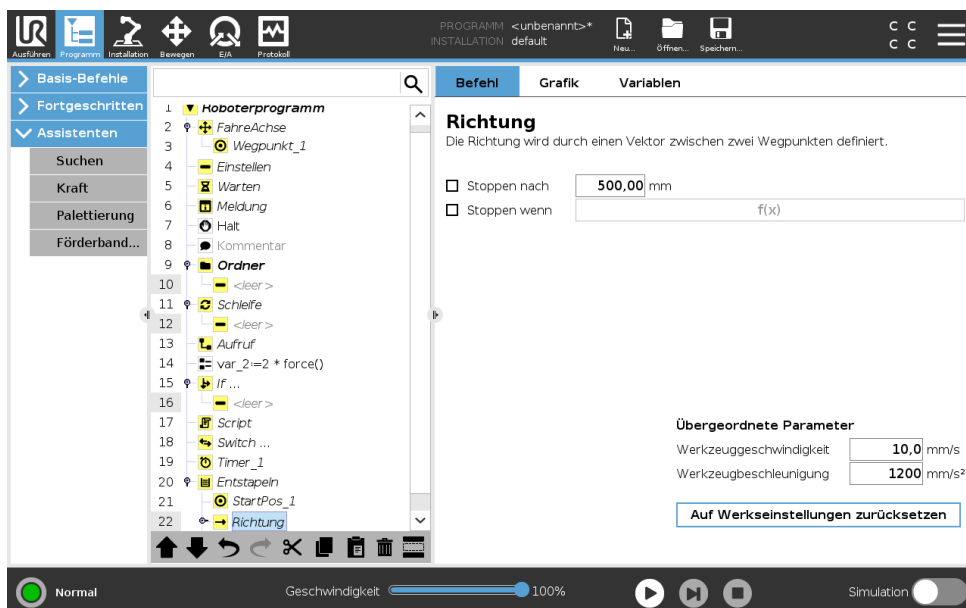 UR
Ausführen
Programm
Installation
Bewegen
E/A
Protokoll
PROGRAMM <unbenannt>*
INSTALLATION default
Neu...
Öffnen...
Speichern...
C C
C C
Basis-Befehle
Fortgeschritten
Assistenten
Suchen
Kraft
Palettierung
Förderband...
1 Roboterprogramm
2 FahreAchse
3 Wegpunkt_1
4 Einstellen
5 Warten
6 Meldung
7 Halt
8 Kommentar
9 Ordner
10 <leer>
11 Schleife
12 <leer>
13 Aufruf
14 var_2:=2 * force()
15 If ...
16 <leer>
17 Script
18 Switch ...
19 Timer_1
20 Entstapeln
21 StartPos_1
22 Richtung
Befehl Grafik Variablen
Richtung
Die Richtung wird durch einen Vektor zwischen zwei Wegpunkten definiert.
Stoppen nach 500,00 mm
Stoppen wenn f(x)
Übergeordnete Parameter
Werkzeuggeschwindigkeit 10,0 mm/s
Werkzeugbeschleunigung 1200 mm/s²
Auf Werkseinstellungen zurücksetzen
Normal
Geschwindigkeit 100%
Simulation